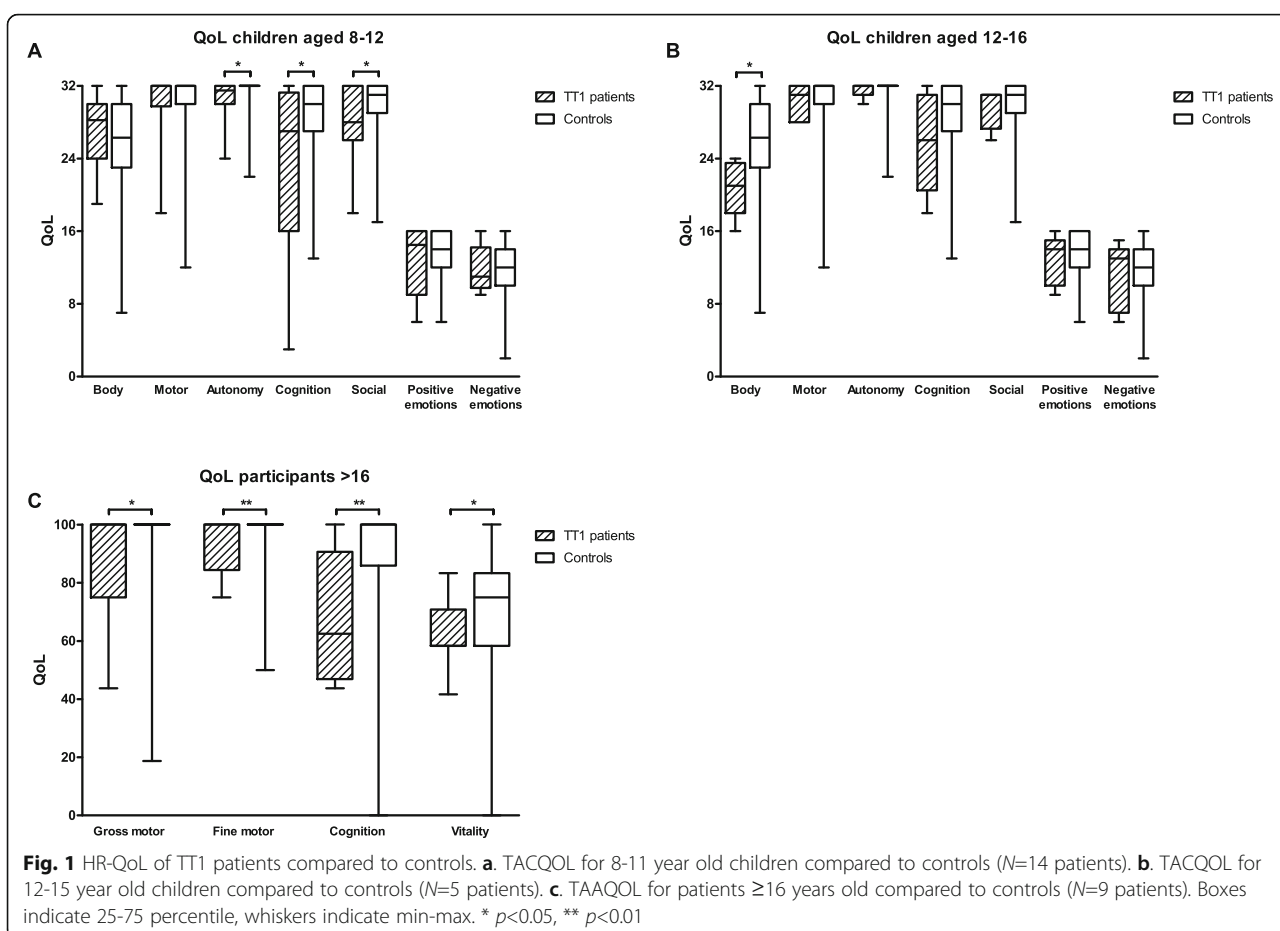 A
QoL children aged 8-12
QoL
32
24
16
8
0
*
*
*
TT1 patients
Controls
Body
Motor
Autonomy
Cognition
Social
Positive emotions
Negative emotions
B
QoL children aged 12-16
QoL
32
24
16
8
0
*
TT1 patients
Controls
Body
Motor
Autonomy
Cognition
Social
Positive emotions
Negative emotions
C
QoL participants >16
QoL
100
80
60
40
20
0
*
**
**
*
TT1 patients
Controls
Gross motor
Fine motor
Cognition
Vitality
Fig. 1 HR-QoL of TT1 patients compared to controls. a. TACQOL for 8-11 year old children compared to controls (N=14 patients). b. TACQOL for
12-15 year old children compared to controls (N=5 patients). c. TAAQOL for patients ≥16 years old compared to controls (N=9 patients). Boxes
indicate 25-75 percentile, whiskers indicate min-max. * p<0.05, ** p<0.01